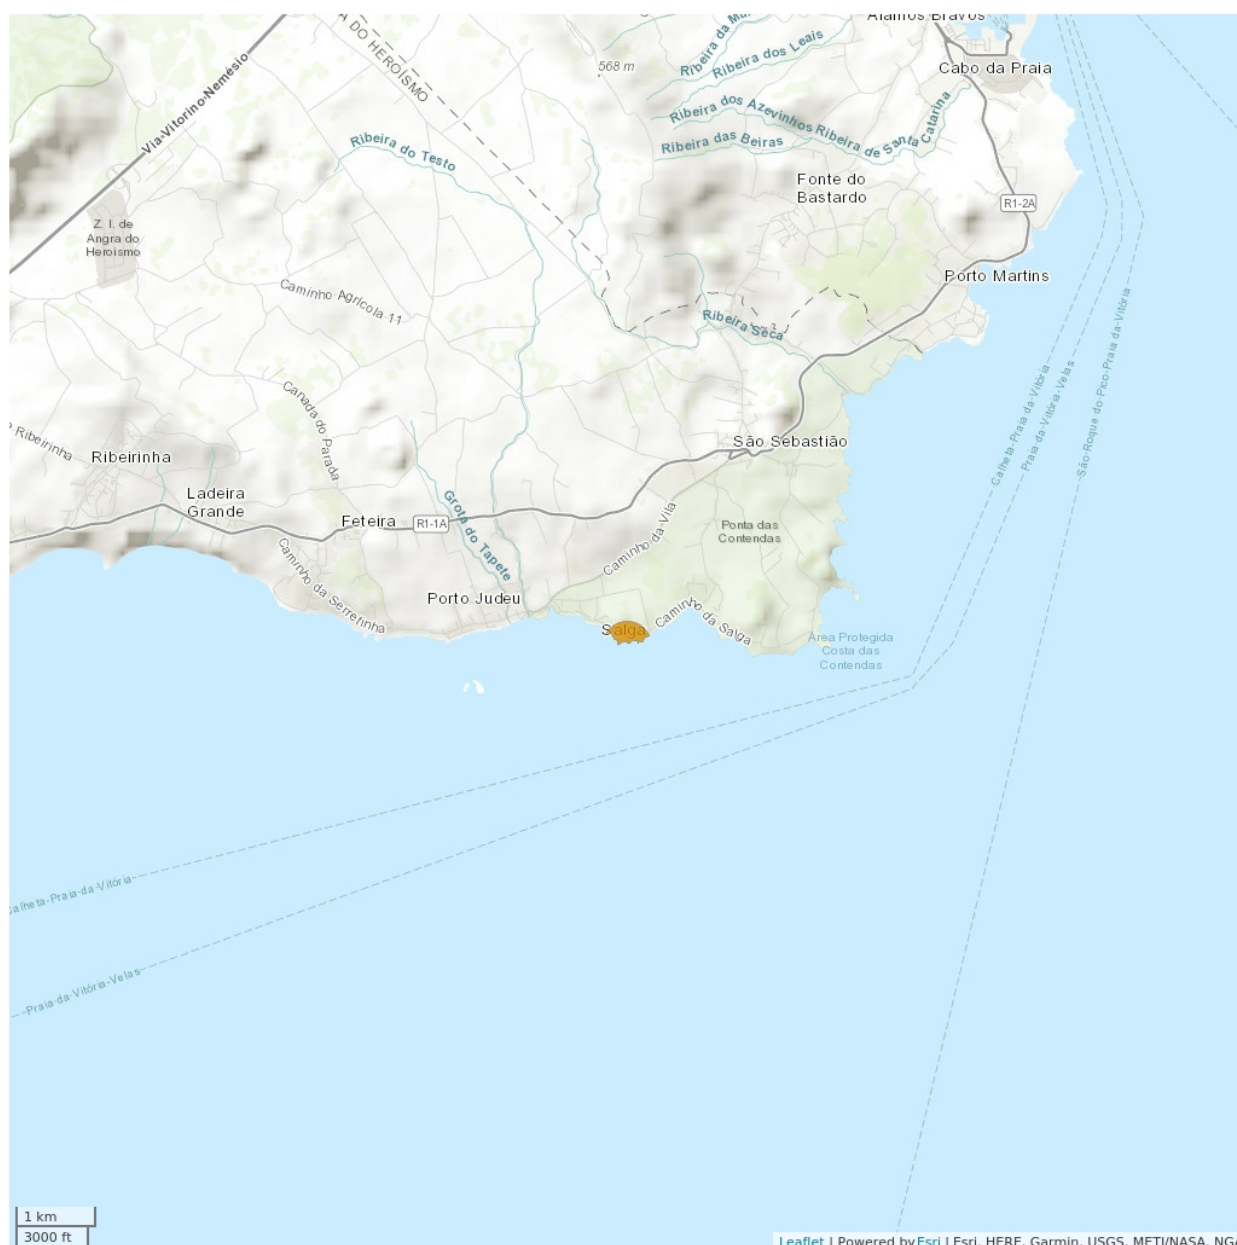 Alamos Bravos
Cabo da Praia
Ribeira da
Ribeira dos Leais
568 m
A DO HEROÍSMO
Via-Vitorino-Nemésio
Ribeira dos Azevinhos
Ribeira de Santa Catarina
Ribeira das Beiras
Ribeira do Testo
Fonte do
Bastardo
R1-2A
Z. I. de
Angra do
Heroismo
Porto Martins
Caminho Agrícola 11
Ribeira Seca
Calheta-Praia-da-Vitória
Praia-da-Vitória-Velas
São-Roque-do-Pico-Praia-da-Vitória
Canada do Parada
Ribeirinha
São Sebastião
Ribeirinha
Ladeira
Grande
Feteira
R1-1A
Grota do Tapete
Ponta das
Contendas
Caminho da Vila
Caminho da Serretinha
Porto Judeu
Salga
Caminho da Salga
Área Protegida
Costa das
Contendas
Calheta-Praia-da-Vitória
Praia-da-Vitória-Velas
1 km
3000 ft
Leaflet | Powered by Esri | Esri, HERE, Garmin, USGS, METI/NASA, NGA